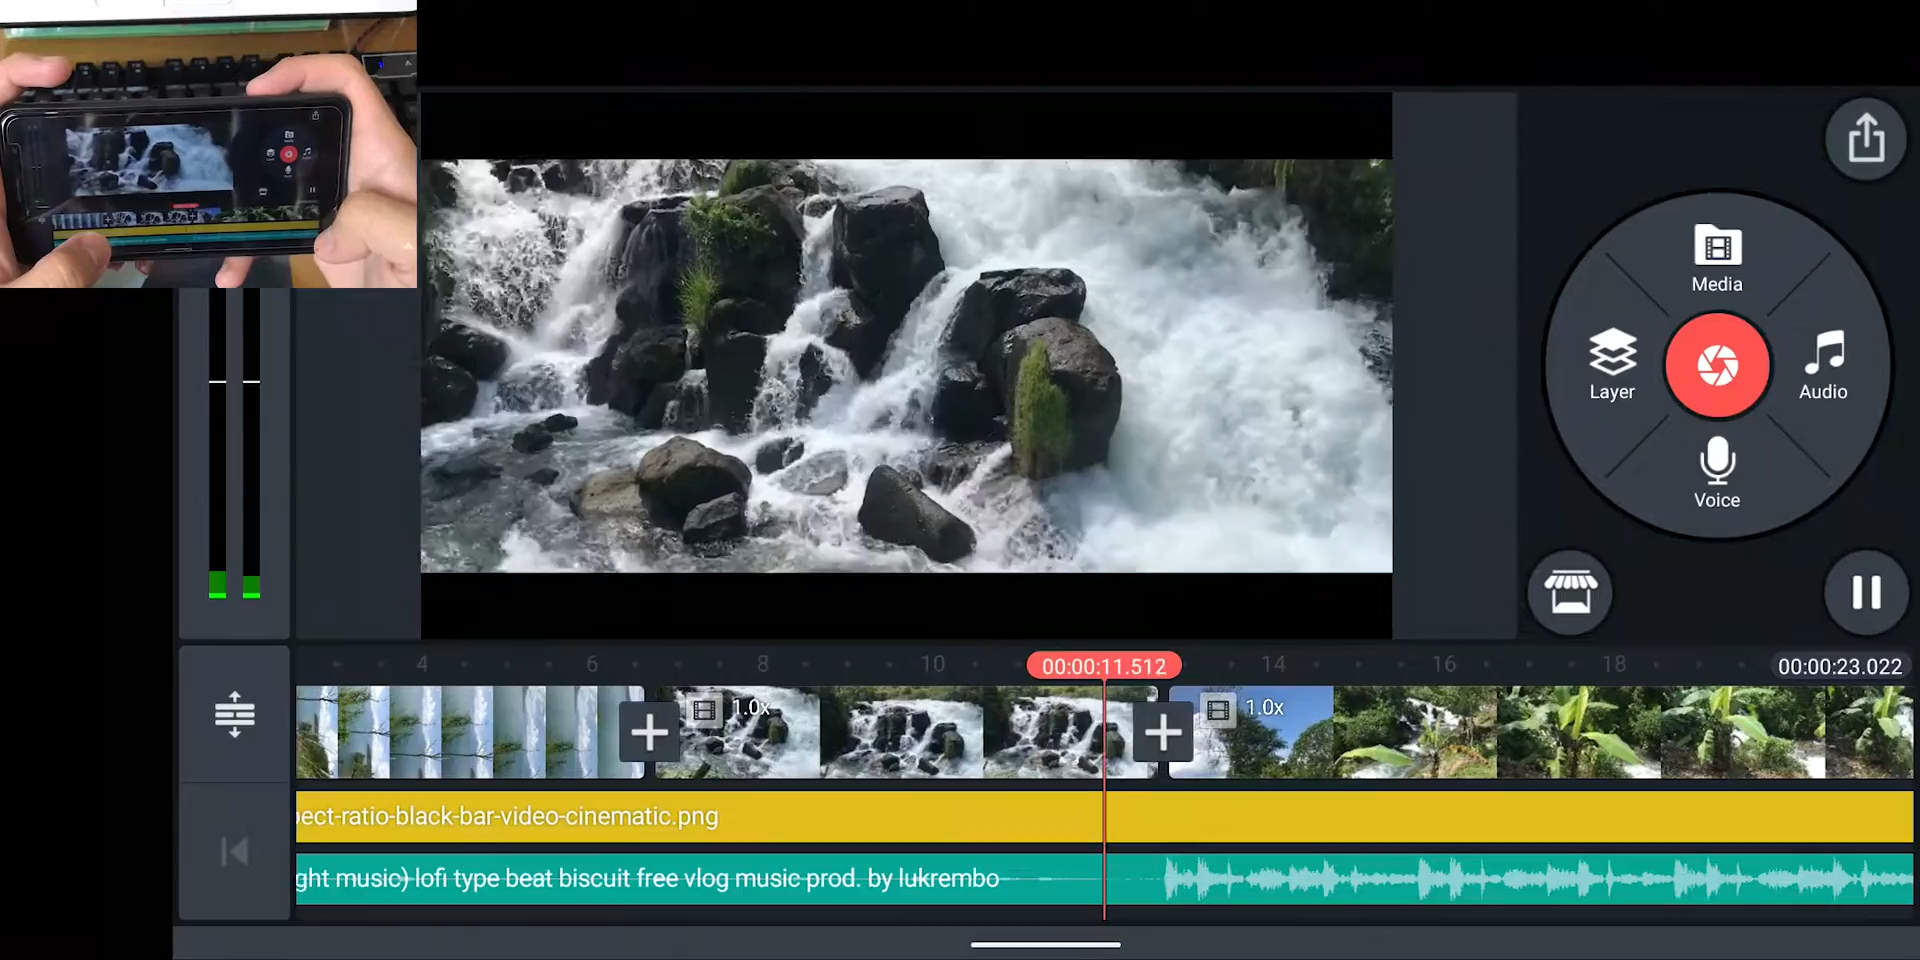 Media
Layer
Audio
Voice
4
6
8
10
00:00:11.512
14
16
18
00:00:23.022
1.0x
1.0x
pect-ratio-black-bar-video-cinematic.png
ght music) lofi type beat biscuit free vlog music prod. by lukrembo